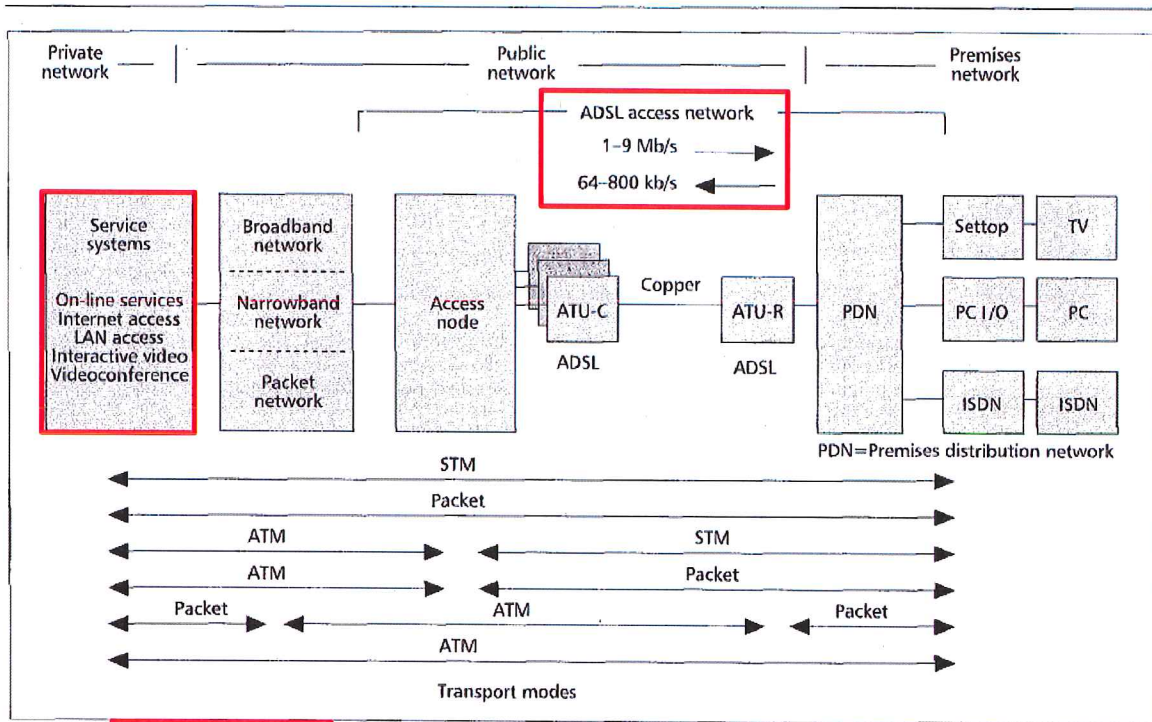 Private
network
Public
network
Premises
network
ADSL access network
1–9 Mb/s
64–800 kb/s
Service
systems
On-line services
Internet access
LAN access
Interactive video
Videoconference
Broadband
network
Narrowband
network
Packet
network
Access
node
ATU-C
ADSL
Copper
ATU-R
ADSL
PDN
Settop
TV
PC I/O
PC
ISDN
ISDN
PDN=Premises distribution network
STM
Packet
ATM
STM
ATM
Packet
Packet
ATM
Packet
ATM
Transport modes